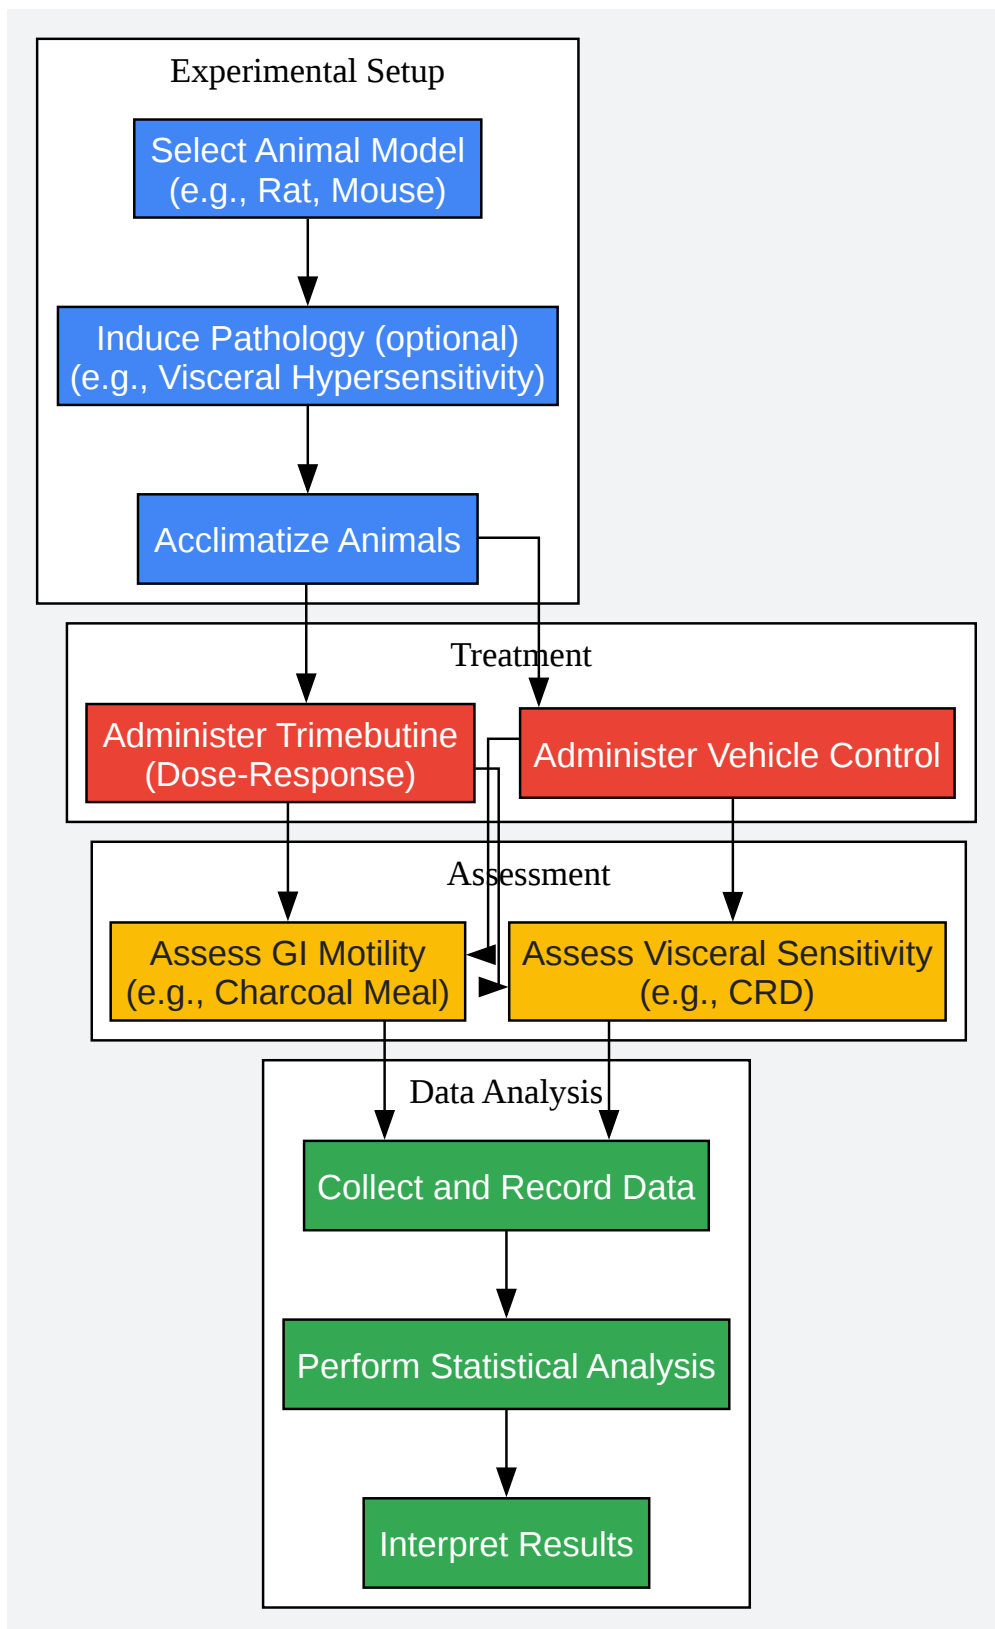 Experimental Setup
Select Animal Model
(e.g., Rat, Mouse)
Induce Pathology (optional)
(e.g., Visceral Hypersensitivity)
Acclimatize Animals
Treatment
Administer Trimebutine
(Dose-Response)
Administer Vehicle Control
Assessment
Assess GI Motility
(e.g., Charcoal Meal)
Assess Visceral Sensitivity
(e.g., CRD)
Data Analysis
Collect and Record Data
Perform Statistical Analysis
Interpret Results